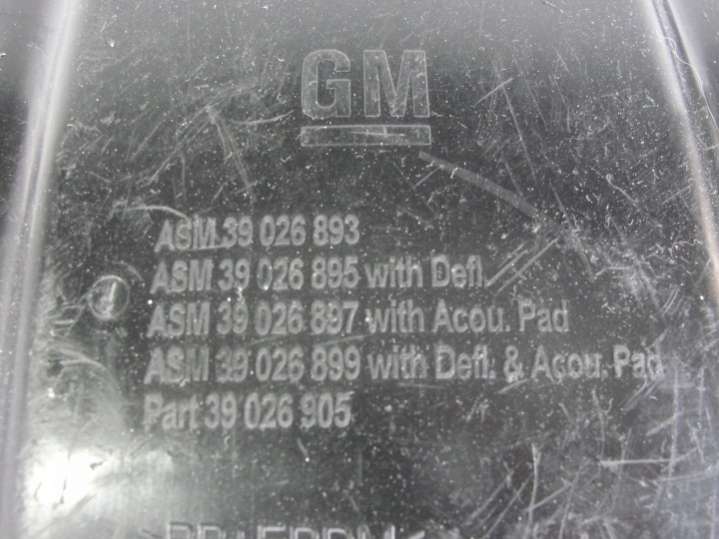 GM
ASM 39 026 893
ASM 39 026 895 with Defl.
ASM 39 026 897 with Acou. Pad
ASM 39 026 899 with Defl. & Acou. Pad
Part 39 026 905